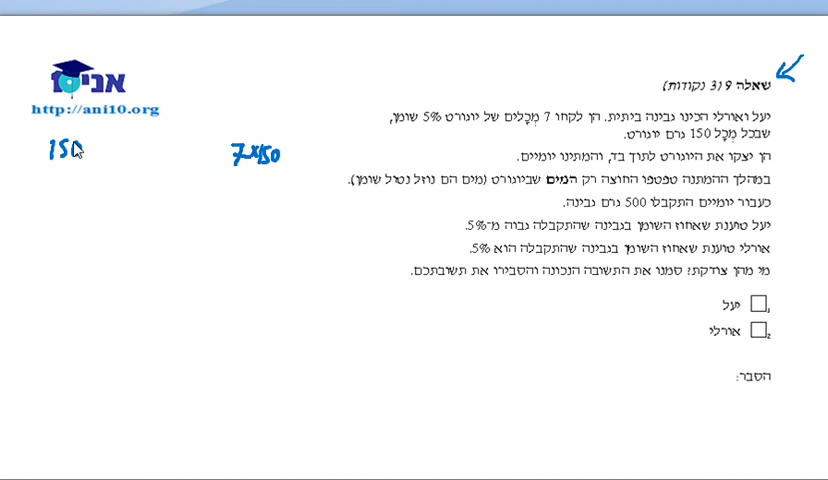 אני10
http://ani10.org
150
7x150
שאלה 9 (3 נקודות)
יעל ואורלי הכינו גבינה ביתית. הן לקחו 7 מְכָלים של יוגורט 5% שומן,
שבכל מְכָל 150 גרם יוגורט.
הן יצקו את היוגורט לתוך בד, והמתינו יומיים.
במהלך ההמתנה טפטפו החוצה רק המים שביוגורט (מים הם נוזל נטול שומן).
כעבור יומיים התקבלו 500 גרם גבינה.
יעל טוענת שאחוז השומן בגבינה שהתקבלה גבוה מ־5%.
אורלי טוענת שאחוז השומן בגבינה שהתקבלה הוא 5%.
מי מהן צודקת? סמנו את התשובה הנכונה והסבירו את תשובתכם.
1 יעל
2 אורלי
הסבר: